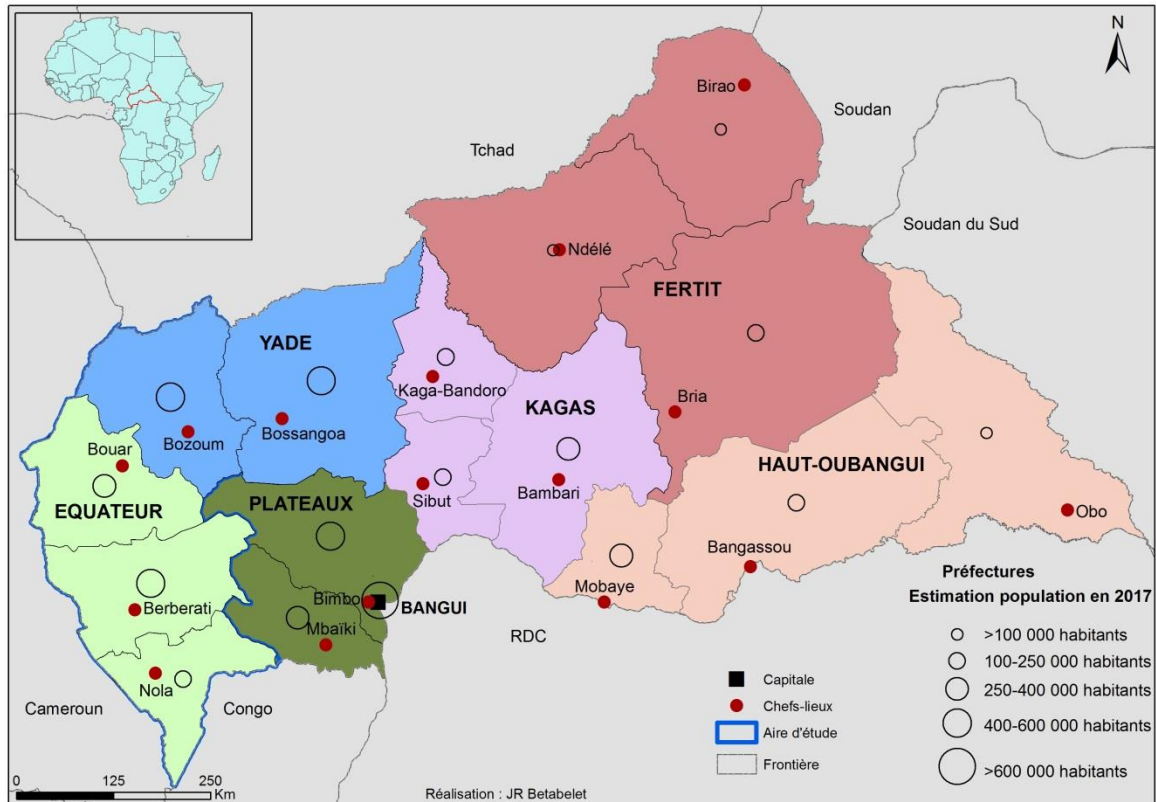 N
Birao
Soudan
Tchad
Soudan du Sud
Ndélé
FERTIT
YADE
Kaga-Bandoro
KAGAS
Bria
Bossangoa
Bozoum
Bouar
HAUT-OUBANGUI
EQUATEUR
PLATEAUX
Sibut
Bambari
Obo
Bangassou
Mobaye
Berberati
Bimbo
BANGUI
Mbaïki
RDC
Nola
Cameroun
Congo
Préfectures
Estimation population en 2017
>100 000 habitants
100-250 000 habitants
250-400 000 habitants
400-600 000 habitants
>600 000 habitants
Capitale
Chefs-lieux
Aire d'étude
Frontière
0 125 250
Km
Réalisation : JR Betabelet